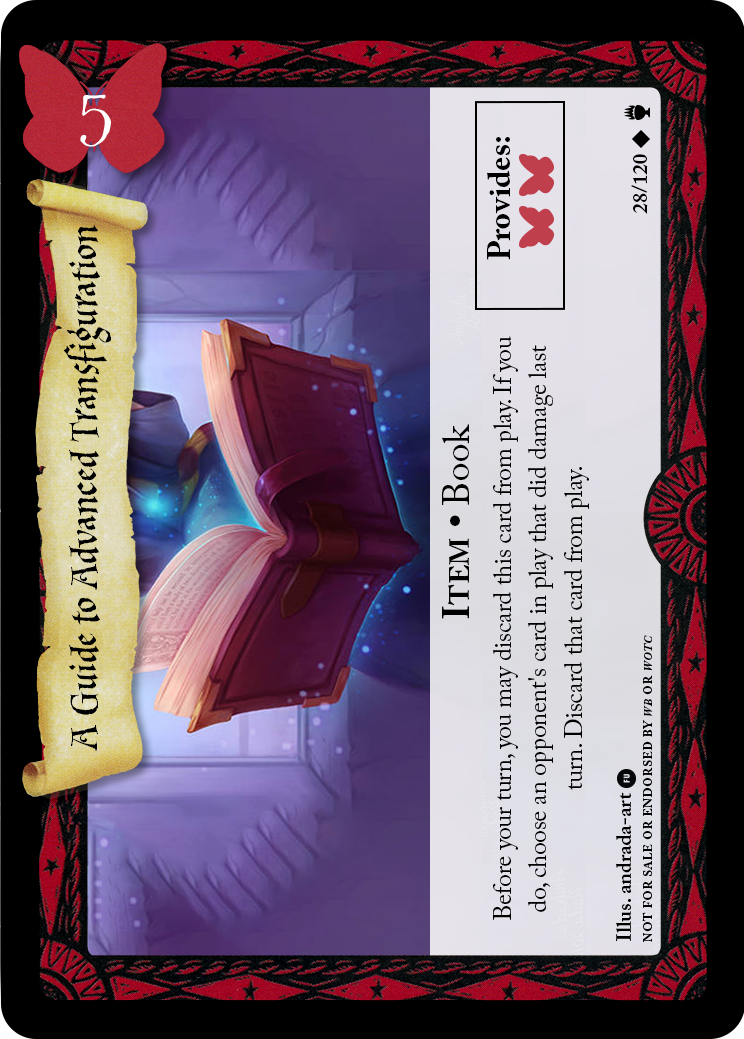 5
A Guide to Advanced Transfiguration
ITEM • Book
Provides:
Before your turn, you may discard this card from play. If you
do, choose an opponent's card in play that did damage last
turn. Discard that card from play.
Illus. andrada-art FU
NOT FOR SALE OR ENDORSED BY WB OR WOTC
28/120